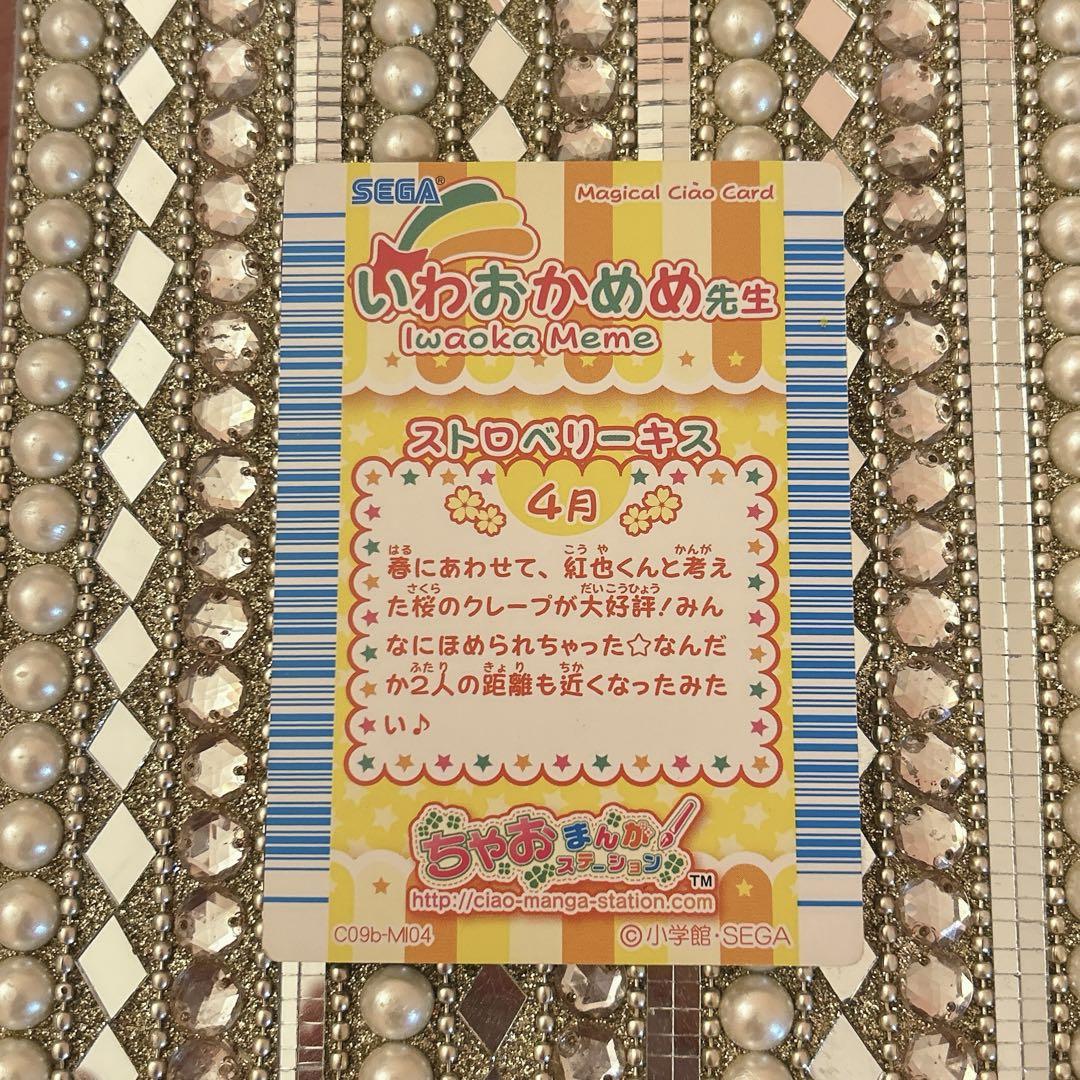 SEGA® Magical Ciào Card
いわおかめめ先生
Iwaoka Meme
ストロベリーキス
4月
春にあわせて、紅也くんと考え
はる こうや かんが
た桜のクレープが大好評!みん
さくら だいこうひょう
なにほめられちゃった☆なんだ
か2人の距離も近くなったみた
ふたり きょり ちか
い♪
ちゃおまんがステーション
TM
http://ciao-manga-station.com
C09b-MI04 ©小学館・SEGA